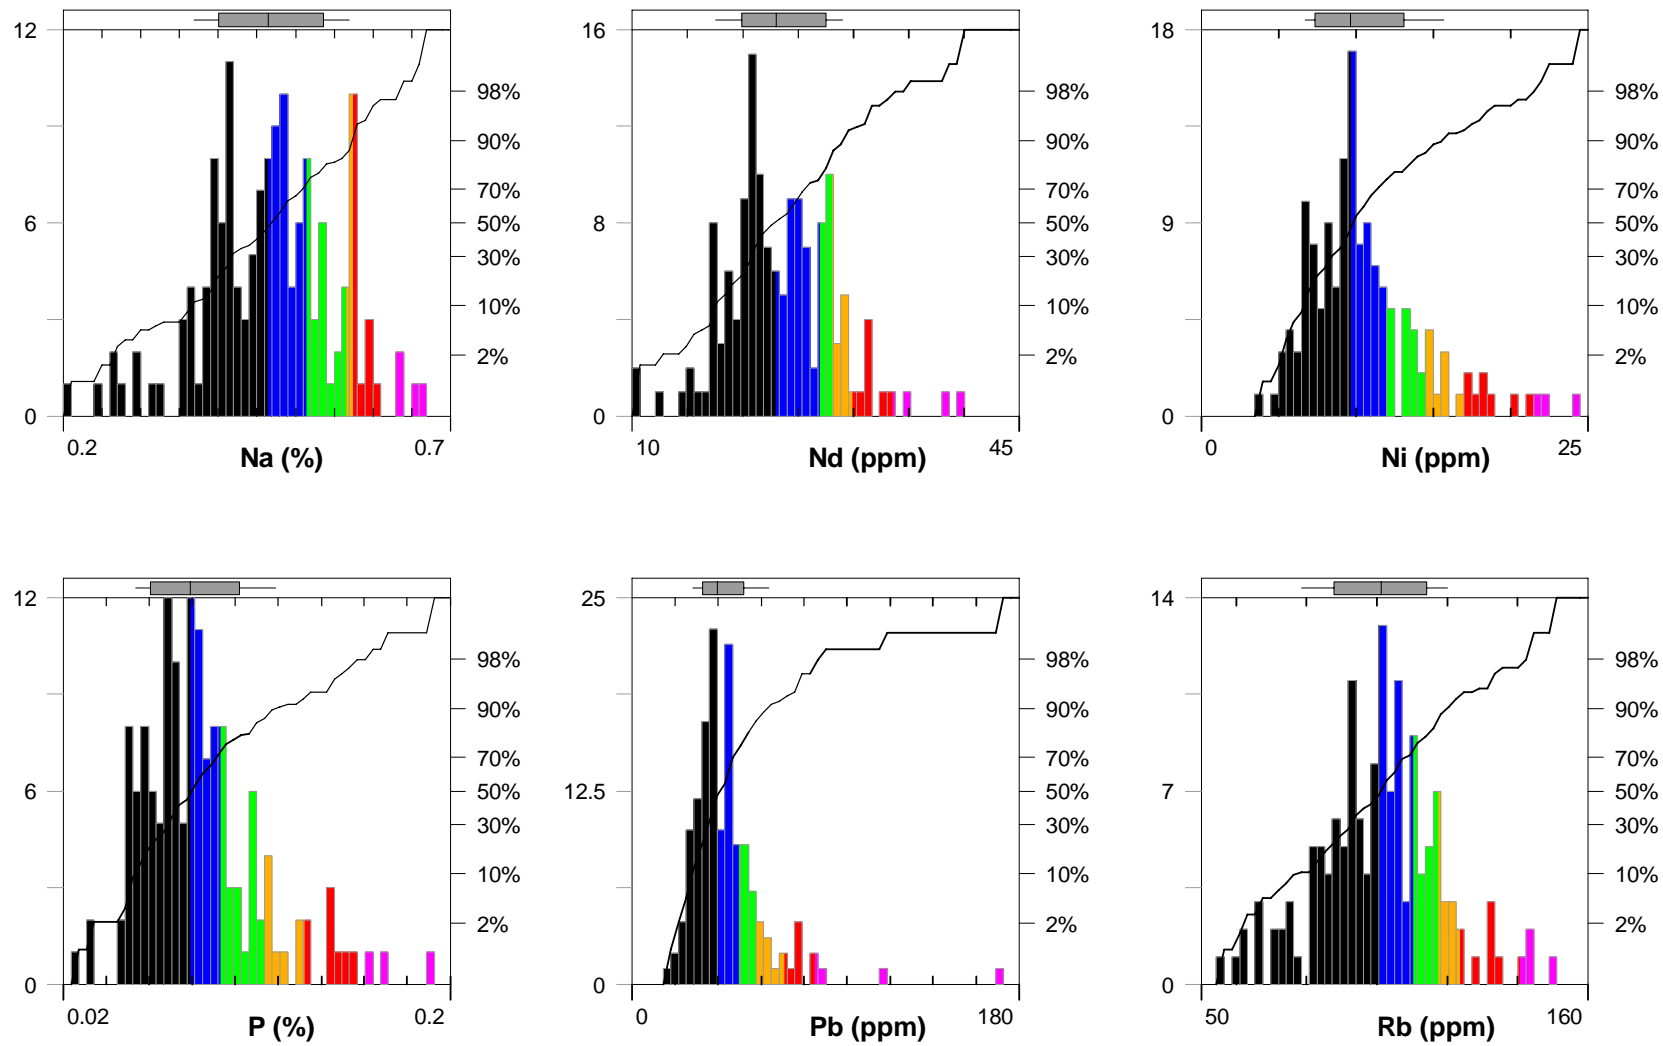 12 16 18
98% 98% 98%
90% 90% 90%
70% 70% 70%
6 50% 8 50% 9 50%
30% 30% 30%
10% 10% 10%
2% 2% 2%
0 0 0
0.2 0.7 10 45 0 25
Na (%) Nd (ppm) Ni (ppm)
12 25 14
98% 98% 98%
90% 90% 90%
70% 70% 70%
6 50% 12.5 50% 7 50%
30% 30% 30%
10% 10% 10%
2% 2% 2%
0 0 0
0.02 0.2 0 180 50 160
P (%) Pb (ppm) Rb (ppm)